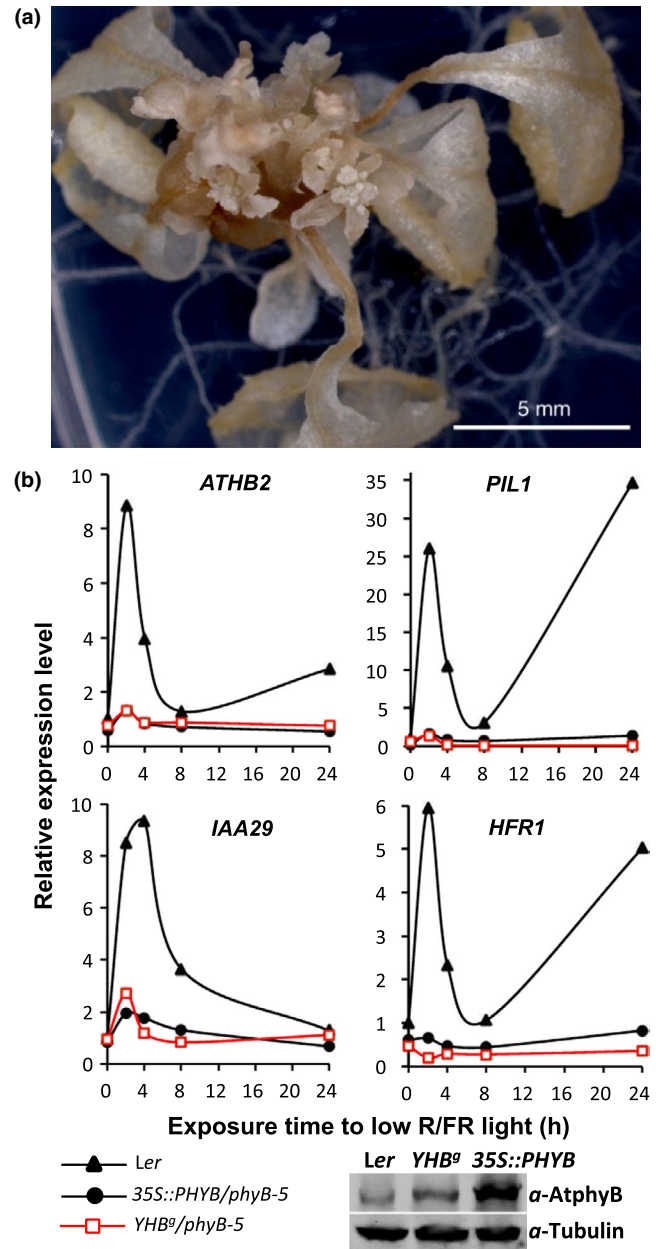 (a)
5 mm
(b)
Relative expression level
ATHB2
10
8
6
4
2
0
0 4 8 12 16 20 24
PIL1
35
30
25
20
15
10
5
0
0 4 8 12 16 20 24
IAA29
10
8
6
4
2
0
0 4 8 12 16 20 24
HFR1
6
5
4
3
2
1
0
0 4 8 12 16 20 24
Exposure time to low R/FR light (h)
Ler
35S::PHYB/phyB-5
YHBᵍ/phyB-5
Ler YHBᵍ 35S::PHYB
α-AtphyB
α-Tubulin